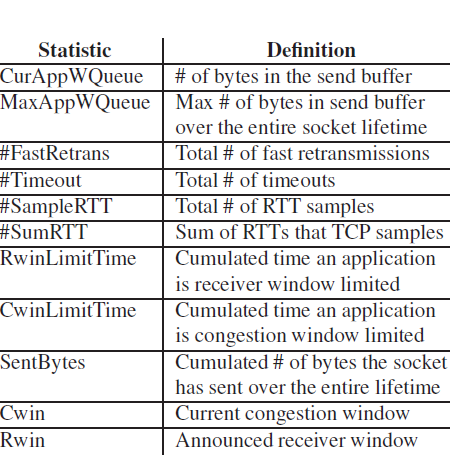 Statistic Definition
CurAppWQueue # of bytes in the send buffer
MaxAppWQueue Max # of bytes in send buffer
over the entire socket lifetime
#FastRetrans Total # of fast retransmissions
#Timeout Total # of timeouts
#SampleRTT Total # of RTT samples
#SumRTT Sum of RTTs that TCP samples
RwinLimitTime Cumulated time an application
is receiver window limited
CwinLimitTime Cumulated time an application
is congestion window limited
SentBytes Cumulated # of bytes the socket
has sent over the entire lifetime
Cwin Current congestion window
Rwin Announced receiver window